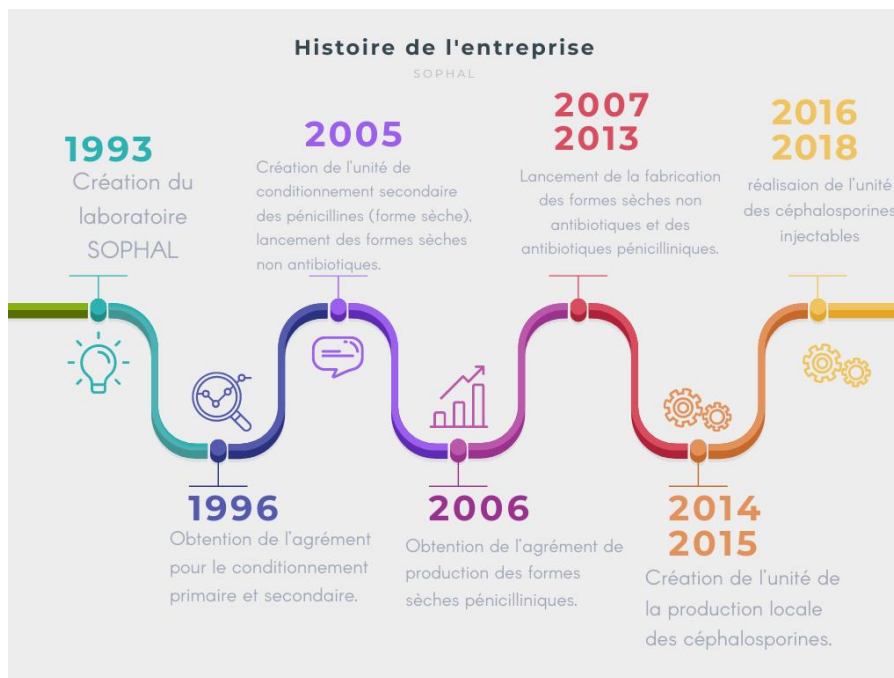 Histoire de l'entreprise
SOPHAL
1993
Création du
laboratoire
SOPHAL
1996
Obtention de l'agrément
pour le conditionnement
primaire et secondaire.
2005
Création de l'unité de
conditionnement secondaire
des pénicillines (forme sèche),
lancement des formes sèches
non antibiotiques.
2006
Obtention de l'agrément de
production des formes
sèches pénicilliniques.
2007
2013
Lancement de la fabrication
des formes sèches non
antibiotiques et des
antibiotiques pénicilliniques.
2014
2015
Création de l'unité de
la production locale
des céphalosporines.
2016
2018
réalisaion de l'unité
des céphalosporines
injectables